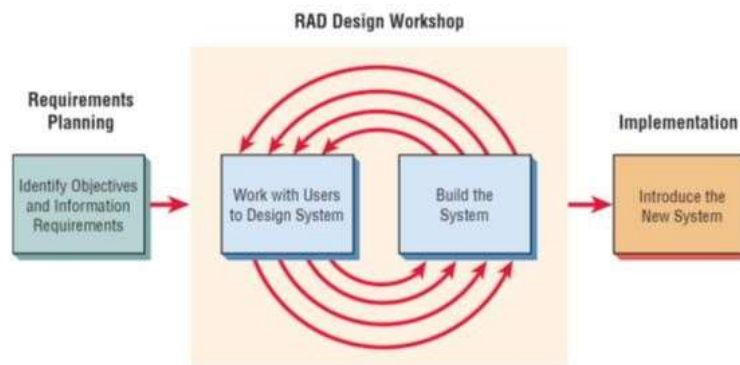 RAD Design Workshop
Requirements
Planning
Identify Objectives
and Information
Requirements
Work with Users
to Design System
Build the
System
Implementation
Introduce the
New System